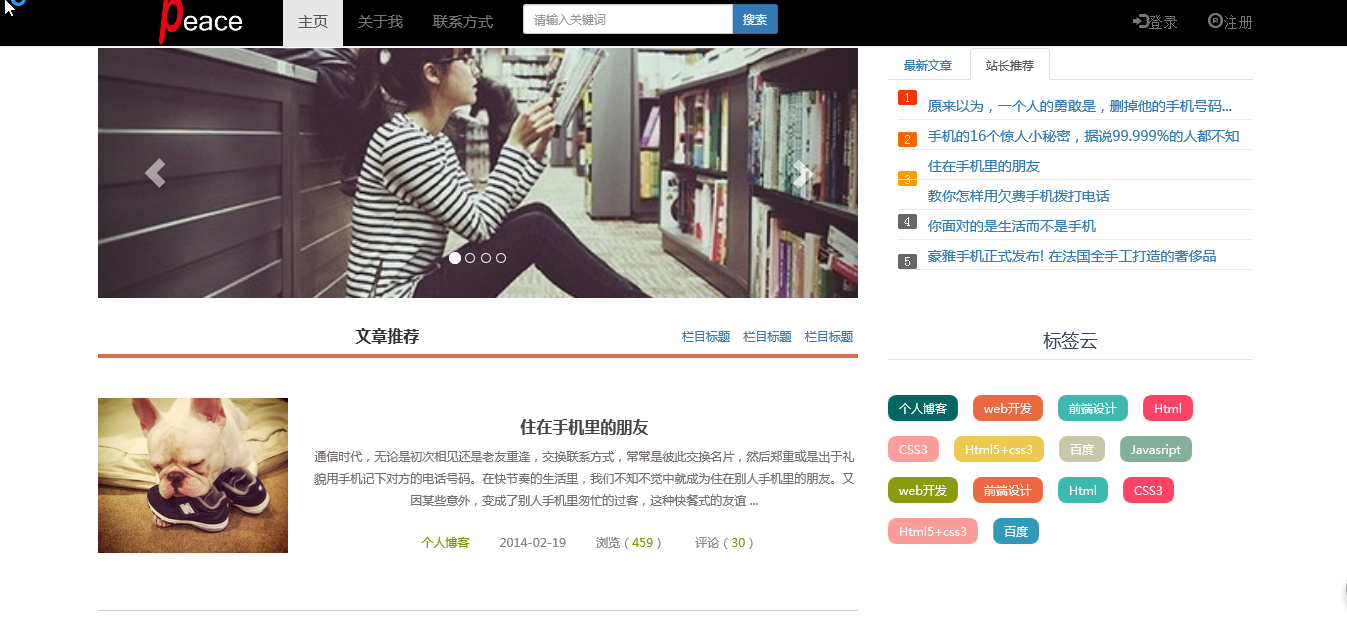 Peace 主页 关于我 联系方式 请输入关键词 搜索 登录 ®注册
最新文章 站长推荐
1 原来以为，一个人的勇敢是，删掉他的手机号码...
2 手机的16个惊人小秘密，据说99.999%的人都不知
住在手机里的朋友
3
教你怎样用欠费手机拨打电话
4 你面对的是生活而不是手机
5 豪雅手机正式发布! 在法国全手工打造的奢侈品
文章推荐 栏目标题 栏目标题 栏目标题
住在手机里的朋友
通信时代，无论是初次相见还是老友重逢，交换联系方式，常常是彼此交换名片，然后郑重或是出于礼
貌用手机记下对方的电话号码。在快节奏的生活里，我们不知不觉中就成为住在别人手机里的朋友。又
因某些意外，变成了别人手机里匆忙的过客，这种快餐式的友谊 ...
个人博客 2014-02-19 浏览（459） 评论（30）
标签云
个人博客 web开发 前端设计 Html
CSS3 Html5+css3 百度 Javasript
web开发 前端设计 Html CSS3
Html5+css3 百度